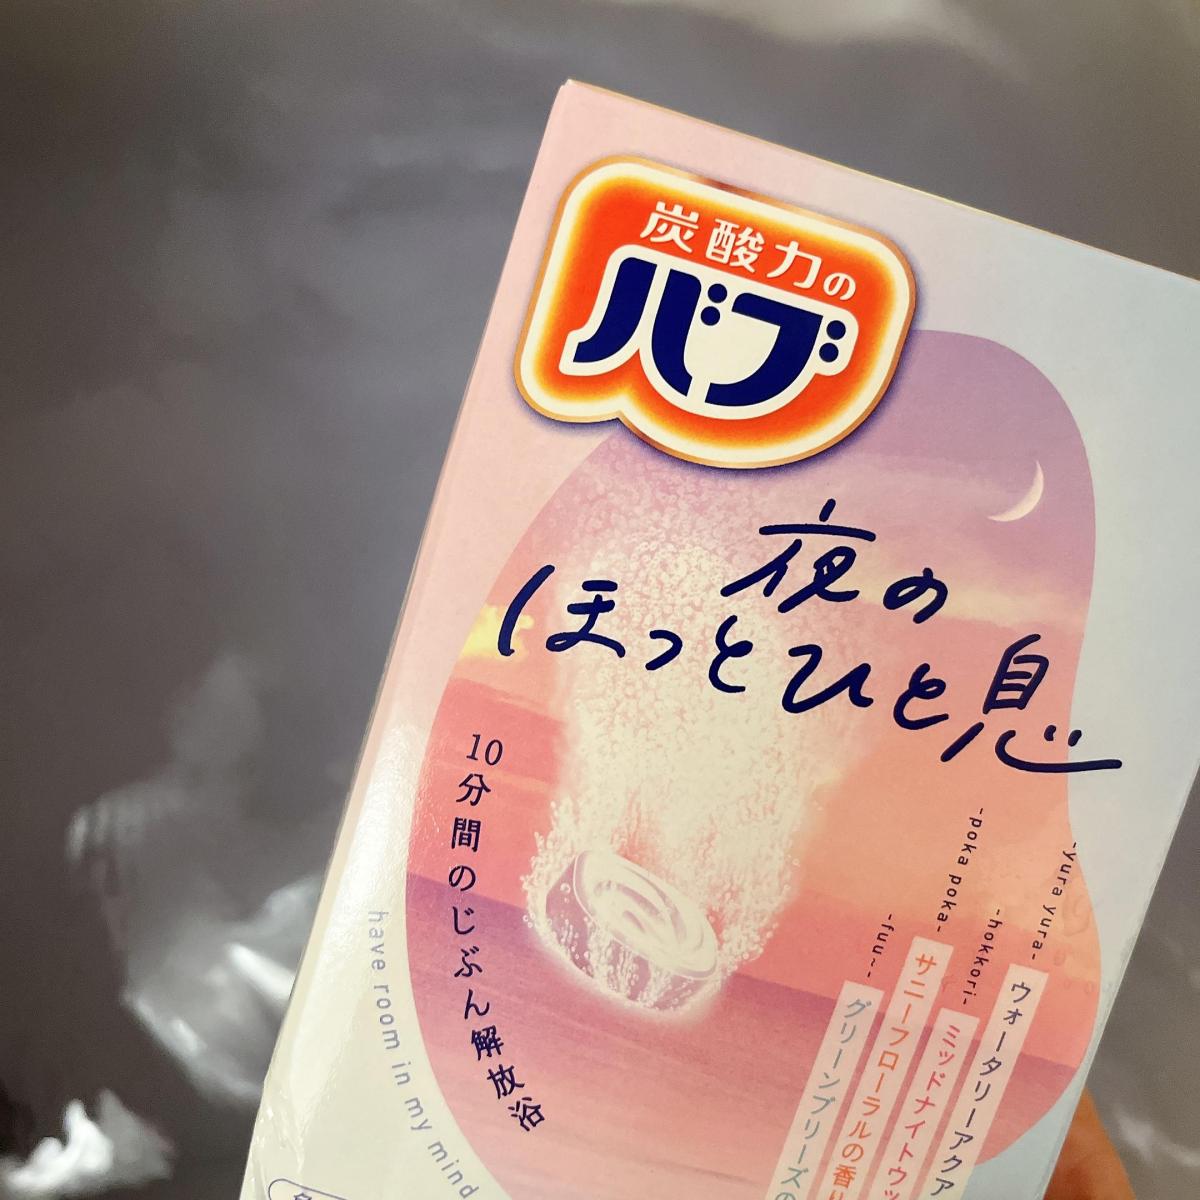 炭酸力の
バブ
夜の
ほっとひと息
10分間のじぶん解放浴
have room in my mind
-yura yura-
ウォータリーアクア
-hokkori-
ミッドナイトウッ
-poka poka-
サニーフローラルの香り
-fuu~-
グリーンブリーズの